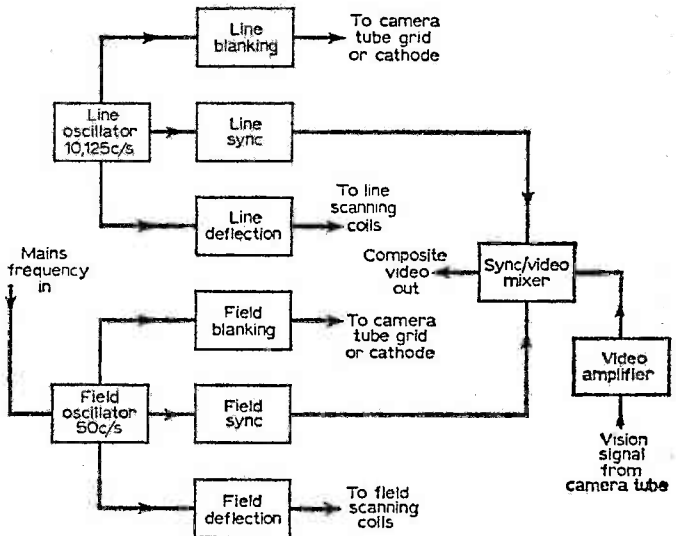 Line
blanking
To camera
tube grid
or cathode
Line
oscillator
10,125c/s
Line
sync
Line
deflection
To line
scanning
coils
Mains
frequency
in
Composite
video
out
Sync/video
mixer
Field
blanking
To camera
tube grid
or cathode
Video
amplifier
Field
oscillator
50c/s
Field
sync
Vision
signal
from
camera tube
Field
deflection
To field
scanning
coils